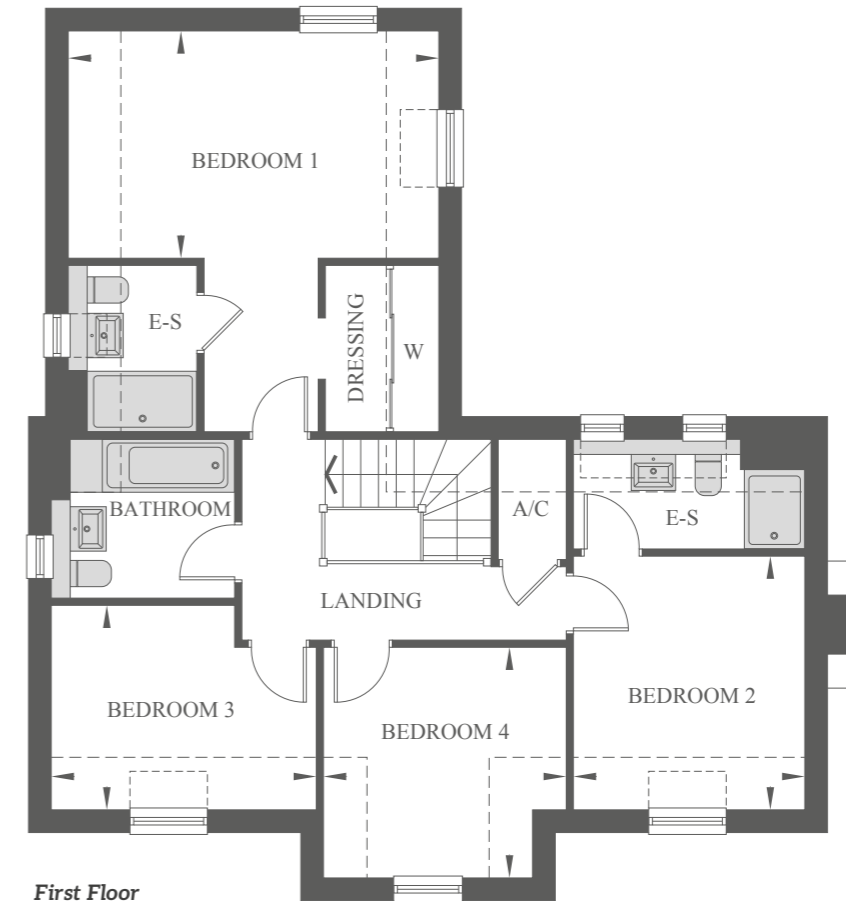 BEDROOM 1
E-S
DRESSING
W
BATHROOM
A/C
E-S
LANDING
BEDROOM 3
BEDROOM 4
BEDROOM 2
First Floor